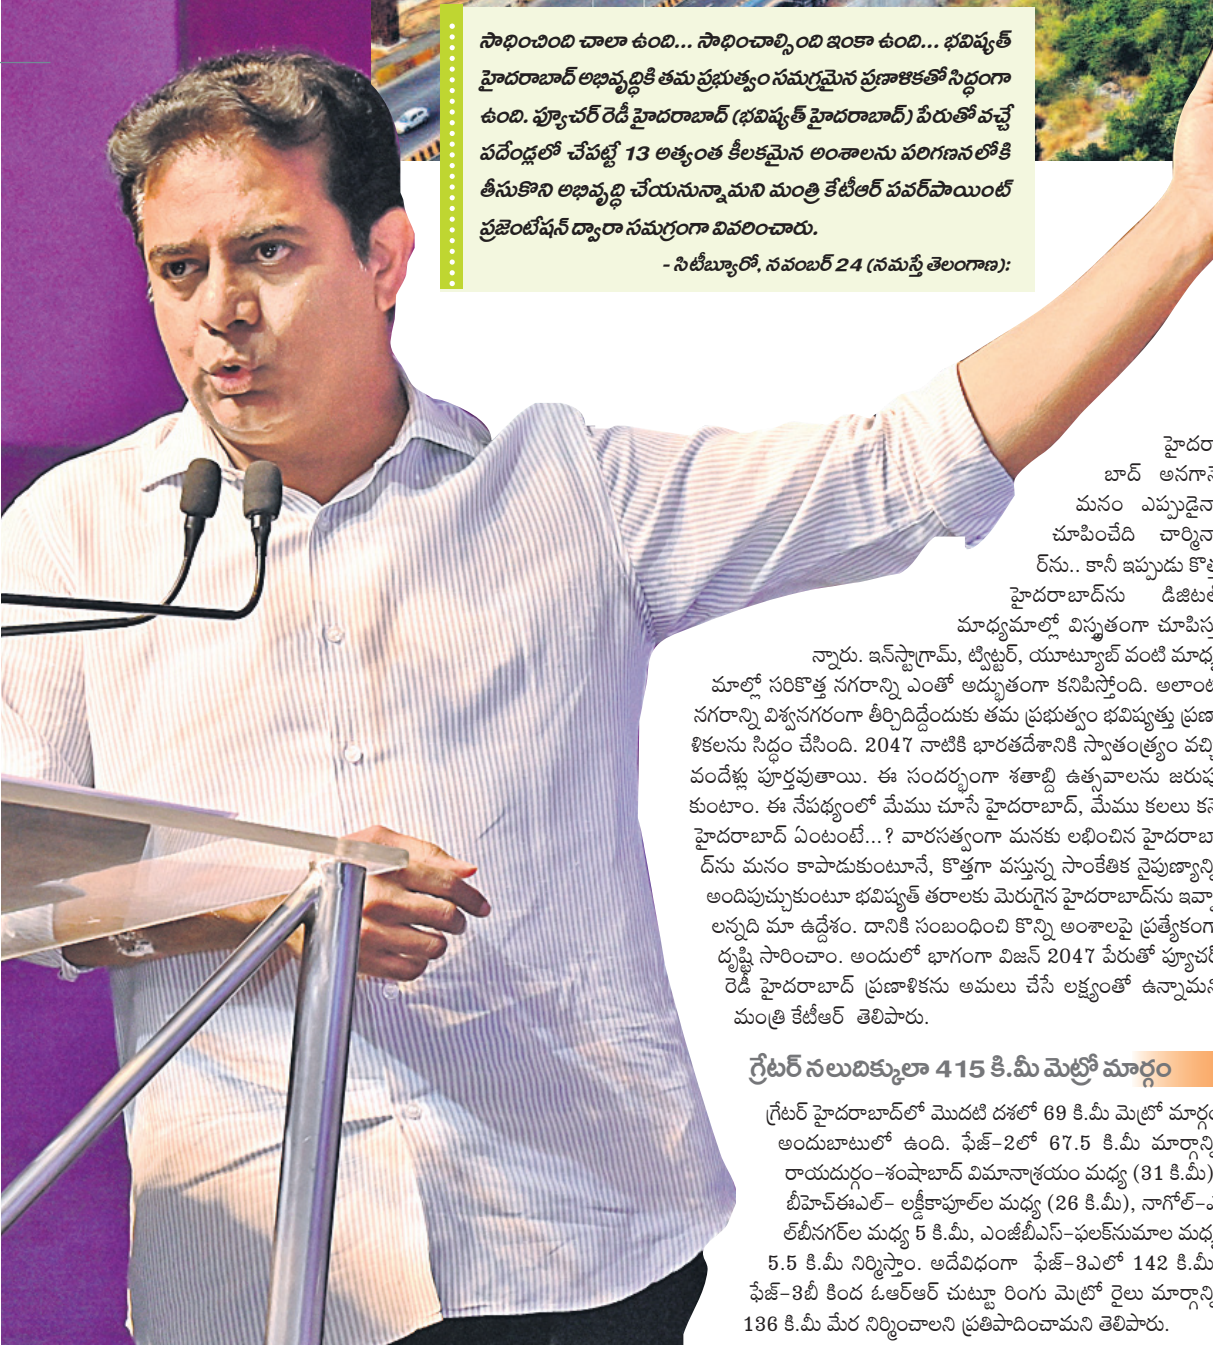 సాధించింది చాలా ఉంది... సాధించాల్సింది ఇంకా ఉంది... భవిష్యత్
హైదరాబాద్ అభివృద్ధికి తమ ప్రభుత్వం సమగ్రమైన ప్రణాళికతో సిద్ధంగా
ఉంది. ఫ్యూచర్ రెడీ హైదరాబాద్ (భవిష్యత్ హైదరాబాద్) పేరుతో వచ్చే
పదేండ్లలో చేపట్టే 13 అత్యంత కీలకమైన అంశాలను పరిగణనలోకి
తీసుకొని అభివృద్ధి చేయనున్నామని మంత్రి కేటీఆర్ పవర్‌పాయింట్
ప్రజెంటేషన్ ద్వారా సమగ్రంగా వివరించారు.
- సిటీబ్యూరో, నవంబర్ 24 (నమస్తే తెలంగాణ):
హైదరా
బాద్ అనగానే
మనం ఎప్పుడైనా
చూపించేది చార్మినా
ర్‌ను.. కానీ ఇప్పుడు కొత్త
హైదరాబాద్‌ను డిజిటల్
మాధ్యమాల్లో విస్తృతంగా చూపిస్తు
న్నారు. ఇన్‌స్టాగ్రామ్, ట్విట్టర్, యూట్యూబ్ వంటి మాధ్య
మాల్లో సరికొత్త నగరాన్ని ఎంతో అద్భుతంగా కనిపిస్తోంది. అలాంటి
నగరాన్ని విశ్వనగరంగా తీర్చిదిద్దేందుకు తమ ప్రభుత్వం భవిష్యత్తు ప్రణా
ళికలను సిద్ధం చేసింది. 2047 నాటికి భారతదేశానికి స్వాతంత్ర్యం వచ్చి
వందేళ్లు పూర్తవుతాయి. ఈ సందర్భంగా శతాబ్ది ఉత్సవాలను జరుపు
కుంటాం. ఈ నేపథ్యంలో మేము చూసే హైదరాబాద్, మేము కలలు కనే
హైదరాబాద్ ఏంటంటే...? వారసత్వంగా మనకు లభించిన హైదరాబా
ద్‌ను మనం కాపాడుకుంటూనే, కొత్తగా వస్తున్న సాంకేతిక నైపుణ్యాన్ని
అందిపుచ్చుకుంటూ భవిష్యత్ తరాలకు మెరుగైన హైదరాబాద్‌ను ఇవ్వా
లన్నది మా ఉద్దేశం. దానికి సంబంధించి కొన్ని అంశాలపై ప్రత్యేకంగా
దృష్టి సారించాం. అందులో భాగంగా విజన్ 2047 పేరుతో ఫ్యూచర్
రెడీ హైదరాబాద్ ప్రణాళికను అమలు చేసే లక్ష్యంతో ఉన్నామని
మంత్రి కేటీఆర్ తెలిపారు.
గ్రేటర్ నలుదిక్కులా 415 కి.మీ మెట్రో మార్గం
గ్రేటర్ హైదరాబాద్‌లో మొదటి దశలో 69 కి.మీ మెట్రో మార్గం
అందుబాటులో ఉంది. ఫేజ్-2లో 67.5 కి.మీ మార్గాన్ని
రాయదుర్గం-శంషాబాద్ విమానాశ్రయం మధ్య (31 కి.మీ)
బీహెచ్ఈఎల్- లక్డీకాపూల్‌ల మధ్య (26 కి.మీ), నాగోల్-ఎ
ల్‌బీనగర్‌ల మధ్య 5 కి.మీ, ఎంజీబీఎస్-ఫలక్‌నుమాల మధ్య
5.5 కి.మీ నిర్మిస్తాం. అదేవిధంగా ఫేజ్-3ఎలో 142 కి.మీ
ఫేజ్-3బీ కింద ఓఆర్ఆర్ చుట్టూ రింగు మెట్రో రైలు మార్గాన్ని
136 కి.మీ మేర నిర్మించాలని ప్రతిపాదించామని తెలిపారు.